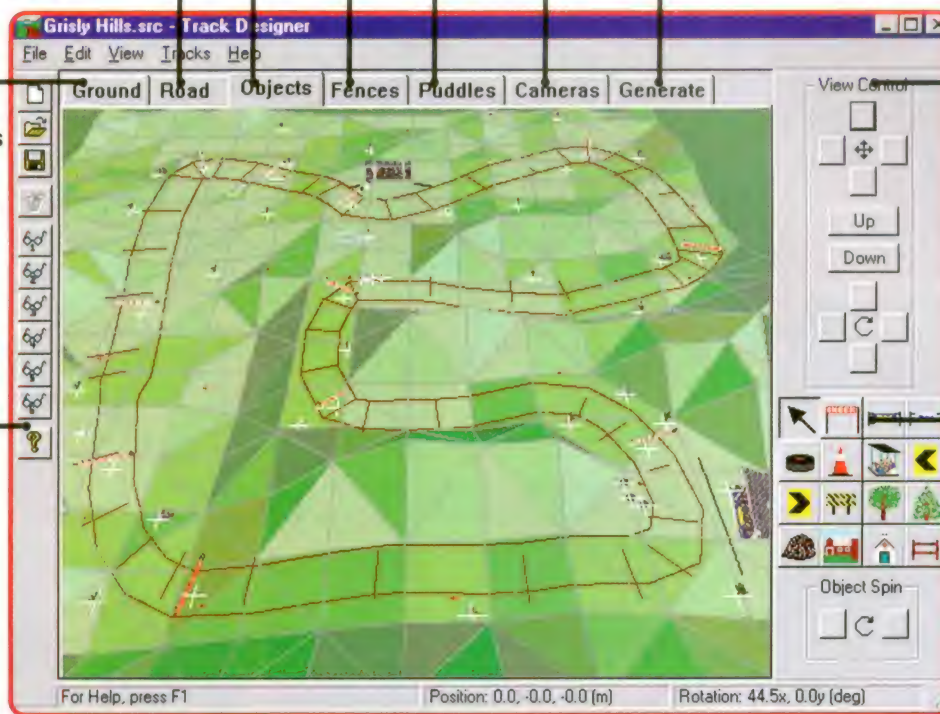 Grisly Hills.src - Track Designer
File Edit View Tracks Help
Ground Road Objects Fences Puddles Cameras Generate
View Control
Up
Down
Object Spin
For Help, press F1
Position: 0.0, -0.0, -0.0 (m)
Rotation: 44.5x, 0.0y (deg)